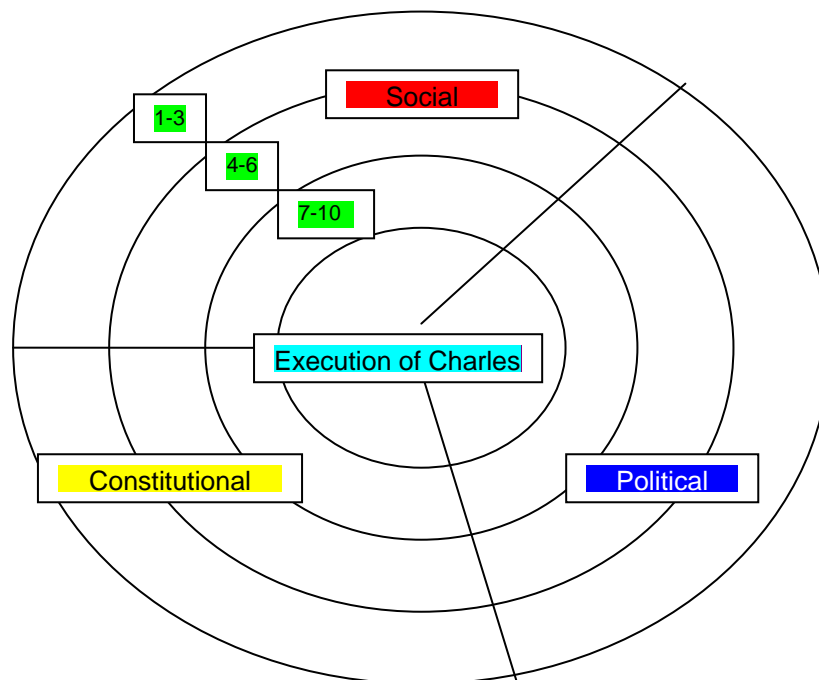 Social
1-3
4-6
7-10
Execution of Charles
Constitutional
Political